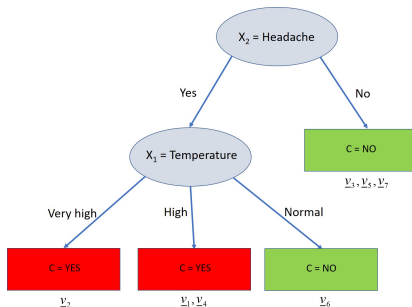 X₂ = Headache
Yes
No
X₁ = Temperature
C = NO
v₃, v₅, v₇
Very high
High
Normal
C = YES
C = YES
C = NO
v₂
v₁, v₄
v₆